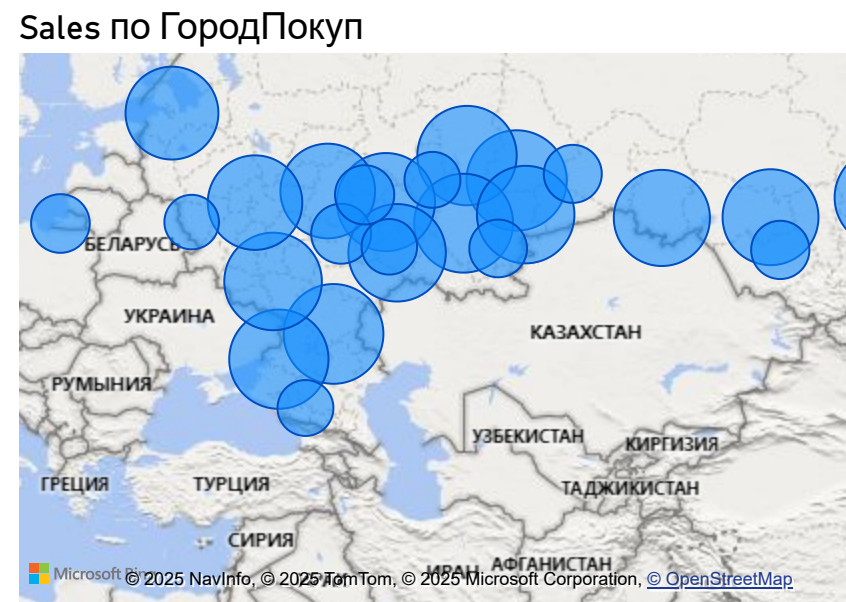 Sales по ГородПокуп
БЕЛАРУСЬ
УКРАИНА
КАЗАХСТАН
РУМЫНИЯ
УЗБЕКИСТАН
КИРГИЗИЯ
ГРЕЦИЯ
ТУРЦИЯ
ТАДЖИКИСТАН
СИРИЯ
ИРАН
АФГАНИСТАН
Microsoft Bing
© 2025 NavInfo, © 2025 TomTom, © 2025 Microsoft Corporation, © OpenStreetMap